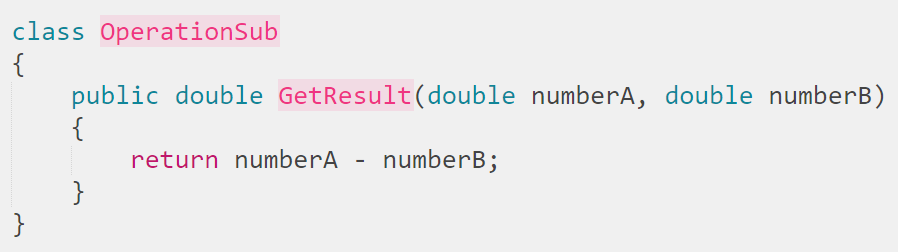 class OperationSub
{
    public double GetResult(double numberA, double numberB)
    {
        return numberA - numberB;
    }
}